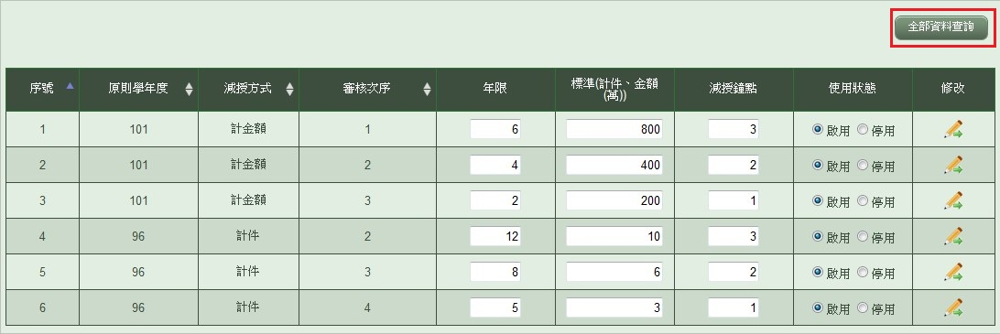 全部資料查詢
序號 原則學年度 減授方式 審核次序 年限 標準(計件、金額 減授鐘點 使用狀態 修改
(萬))
1 101 計金額 1 6 800 3 啟用 停用
2 101 計金額 2 4 400 2 啟用 停用
3 101 計金額 3 2 200 1 啟用 停用
4 96 計件 2 12 10 3 啟用 停用
5 96 計件 3 8 6 2 啟用 停用
6 96 計件 4 5 3 1 啟用 停用